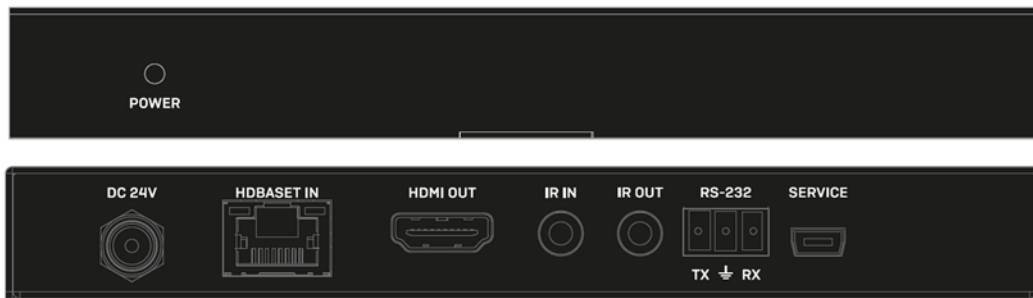 POWER
DC 24V HDBASET IN HDMI OUT IR IN IR OUT RS-232 SERVICE
TX ⏚ RX